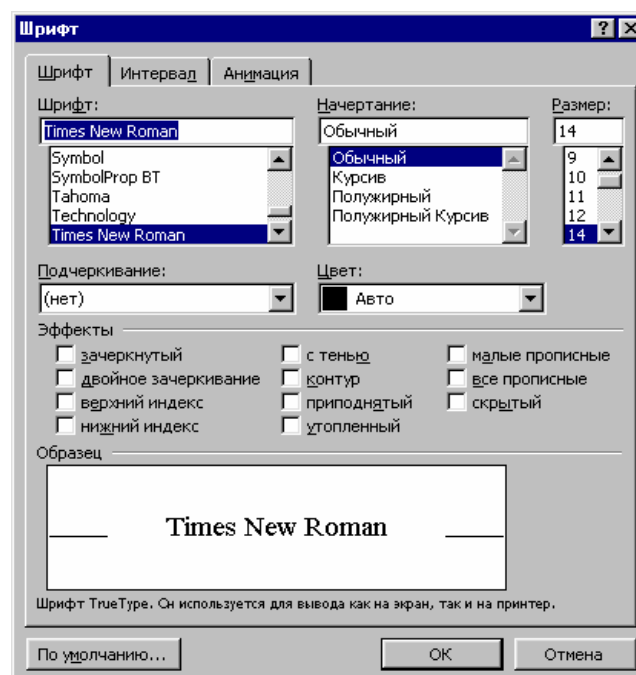 Шрифт
Шрифт Интервал Анимация
Шрифт: Начертание: Размер:
Times New Roman Обычный 14
Symbol Обычный 9
SymbolProp BT Курсив 10
Tahoma Полужирный 11
Technology Полужирный Курсив 12
Times New Roman 14
Подчеркивание: Цвет:
(нет) Авто
Эффекты
зачеркнутый с тенью малые прописные
двойное зачеркивание контур все прописные
верхний индекс приподнятый скрытый
нижний индекс утопленный
Образец
Times New Roman
Шрифт TrueType. Он используется для вывода как на экран, так и на принтер.
По умолчанию... ОК Отмена